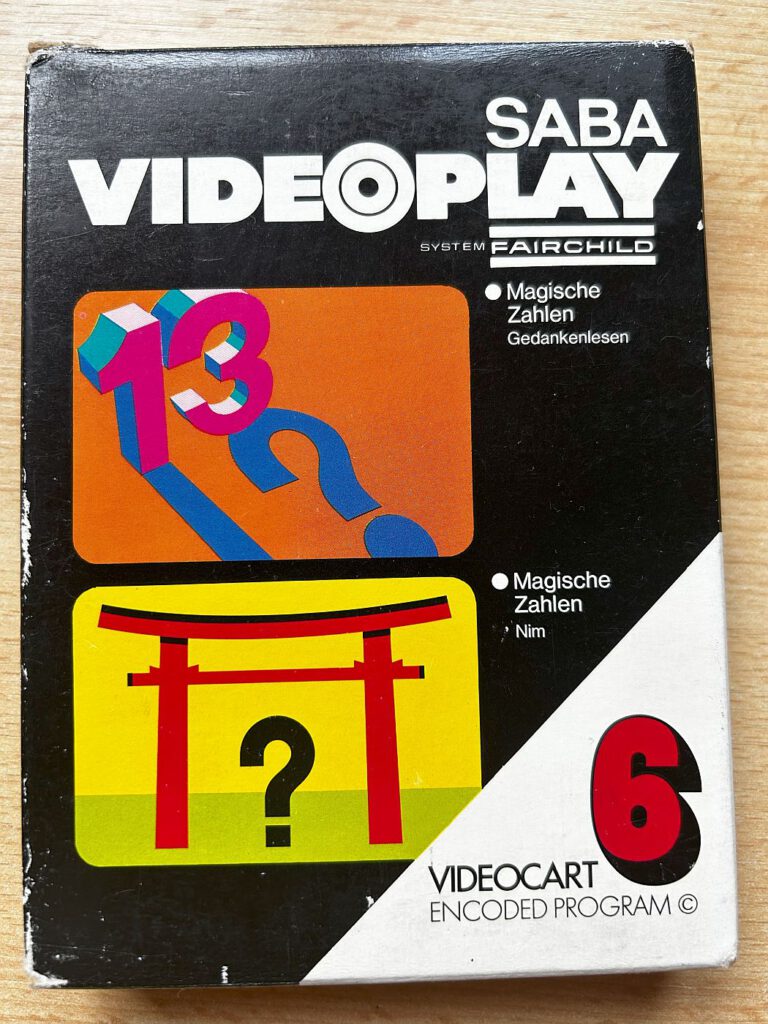 SABA
VIDEOPLAY
SYSTEM FAIRCHILD
Magische
Zahlen
Gedankenlesen
13?
Magische
Zahlen
Nim
?
6
VIDEOCART
ENCODED PROGRAM ©